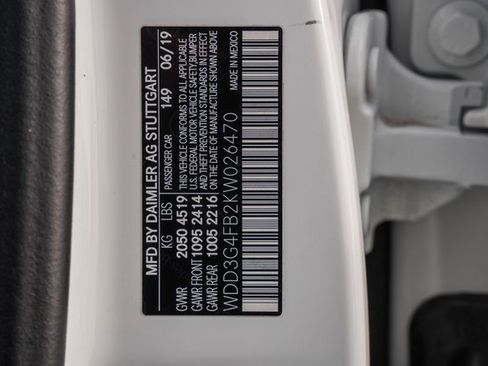 MFD BY DAIMLER AG STUTTGART
PASSENGER CAR 149 06/19
KG LBS
GVWR 2050 4519
GAWR FRONT 1095 2414
GAWR REAR 1005 2216
THIS VEHICLE CONFORMS TO ALL APPLICABLE
U.S. FEDERAL MOTOR VEHICLE SAFETY, BUMPER
AND THEFT PREVENTION STANDARDS IN EFFECT
ON THE DATE OF MANUFACTURE SHOWN ABOVE
MADE IN MEXICO
WDD3G4FB2KW026470